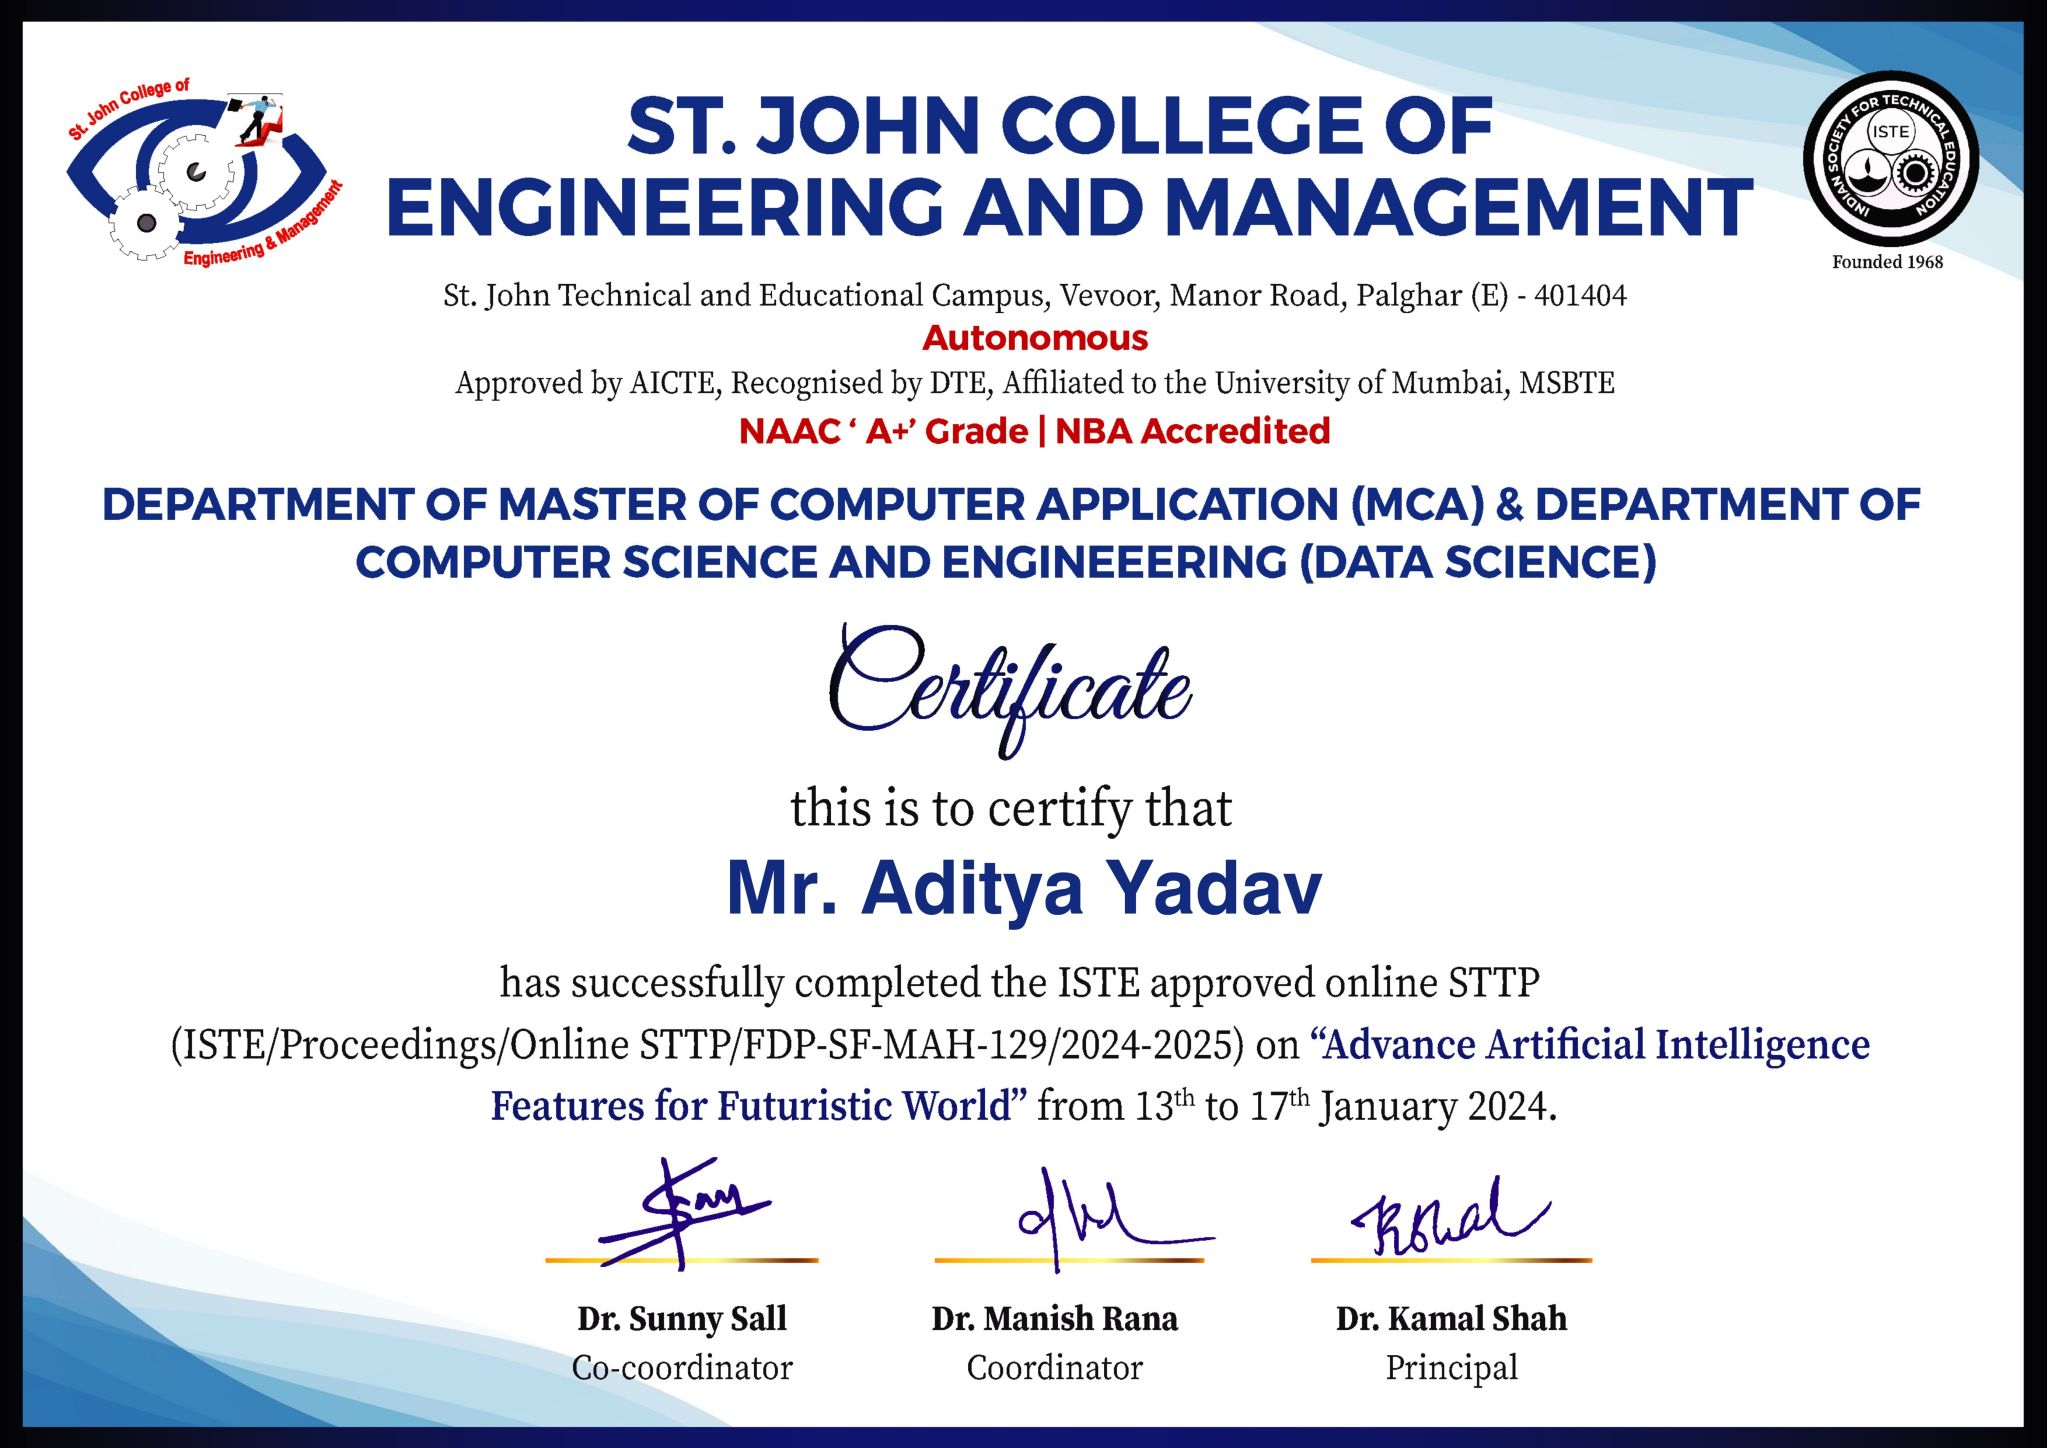 St. John College of
Engineering & Management
ST. JOHN COLLEGE OF
ENGINEERING AND MANAGEMENT
INDIAN SOCIETY FOR TECHNICAL EDUCATION
ISTE
Founded 1968
St. John Technical and Educational Campus, Vevoor, Manor Road, Palghar (E) - 401404
Autonomous
Approved by AICTE, Recognised by DTE, Affiliated to the University of Mumbai, MSBTE
NAAC ‘ A+’ Grade | NBA Accredited
DEPARTMENT OF MASTER OF COMPUTER APPLICATION (MCA) & DEPARTMENT OF
COMPUTER SCIENCE AND ENGINEEERING (DATA SCIENCE)
Certificate
this is to certify that
Mr. Aditya Yadav
has successfully completed the ISTE approved online STTP
(ISTE/Proceedings/Online STTP/FDP-SF-MAH-129/2024-2025) on “Advance Artificial Intelligence
Features for Futuristic World” from 13th to 17th January 2024.
Dr. Sunny Sall
Co-coordinator
Dr. Manish Rana
Coordinator
Dr. Kamal Shah
Principal